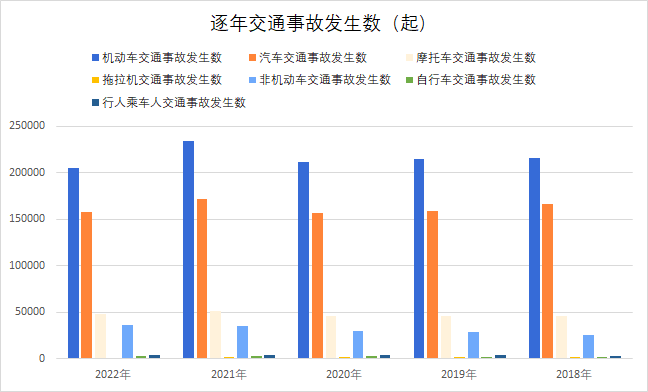 逐年交通事故发生数（起）
机动车交通事故发生数 汽车交通事故发生数 摩托车交通事故发生数
拖拉机交通事故发生数 非机动车交通事故发生数 自行车交通事故发生数
行人乘车人交通事故发生数
250000
200000
150000
100000
50000
0
2022年 2021年 2020年 2019年 2018年